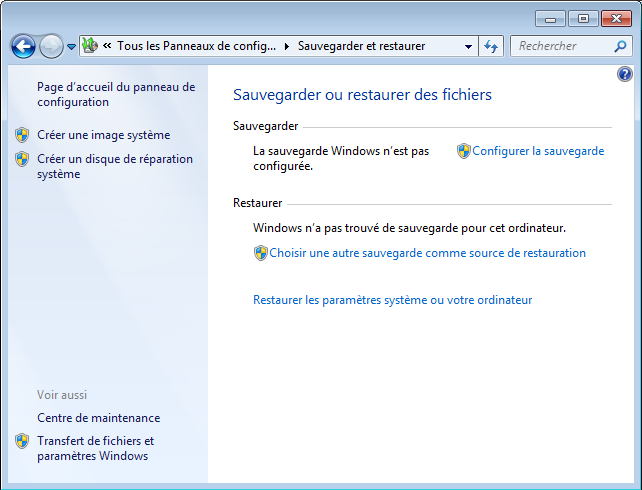 « Tous les Panneaux de config... ▸ Sauvegarder et restaurer
Rechercher
Page d'accueil du panneau de
configuration
Créer une image système
Créer un disque de réparation
système
Sauvegarder ou restaurer des fichiers
Sauvegarder
La sauvegarde Windows n'est pas
configurée.
Configurer la sauvegarde
Restaurer
Windows n'a pas trouvé de sauvegarde pour cet ordinateur.
Choisir une autre sauvegarde comme source de restauration
Restaurer les paramètres système ou votre ordinateur
Voir aussi
Centre de maintenance
Transfert de fichiers et
paramètres Windows